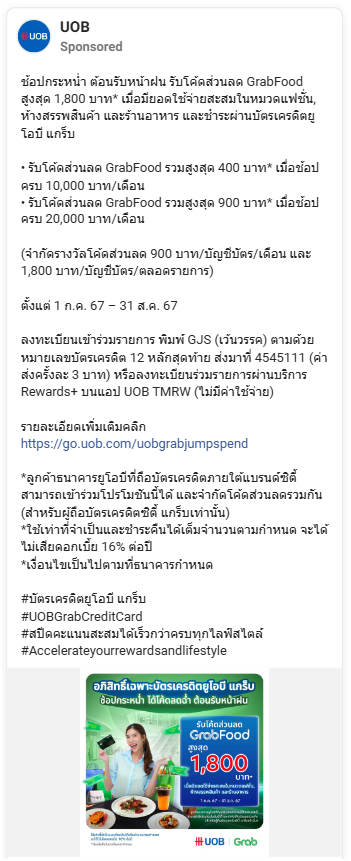 UOB
UOB
Sponsored
ช้อปกระหน่ำ ต้อนรับหน้าฝน รับโค้ดส่วนลด GrabFood
สูงสุด 1,800 บาท* เมื่อมียอดใช้จ่ายสะสมในหมวดแฟชั่น,
ห้างสรรพสินค้า และร้านอาหาร และชำระผ่านบัตรเครดิตยู
โอบี แกร็บ
• รับโค้ดส่วนลด GrabFood รวมสูงสุด 400 บาท* เมื่อช้อป
ครบ 10,000 บาท/เดือน
• รับโค้ดส่วนลด GrabFood รวมสูงสุด 900 บาท* เมื่อช้อป
ครบ 20,000 บาท/เดือน
(จำกัดรางวัลโค้ดส่วนลด 900 บาท/บัญชีบัตร/เดือน และ
1,800 บาท/บัญชีบัตร/ตลอดรายการ)
ตั้งแต่ 1 ก.ค. 67 – 31 ส.ค. 67
ลงทะเบียนเข้าร่วมรายการ พิมพ์ GJS (เว้นวรรค) ตามด้วย
หมายเลขบัตรเครดิต 12 หลักสุดท้าย ส่งมาที่ 4545111 (ค่า
ส่งครั้งละ 3 บาท) หรือลงทะเบียนร่วมรายการผ่านบริการ
Rewards+ บนแอป UOB TMRW (ไม่มีค่าใช้จ่าย)
รายละเอียดเพิ่มเติมคลิก
https://go.uob.com/uobgrabjumpspend
*ลูกค้าธนาคารยูโอบีที่ถือบัตรเครดิตภายใต้แบรนด์ซิตี้
สามารถเข้าร่วมโปรโมชันนี้ได้ และจำกัดโค้ดส่วนลดรวมกัน
(สำหรับผู้ถือบัตรเครดิตซิตี้ แกร็บเท่านั้น)
*ใช้เท่าที่จำเป็นและชำระคืนได้เต็มจำนวนตามกำหนด จะได้
ไม่เสียดอกเบี้ย 16% ต่อปี
*เงื่อนไขเป็นไปตามที่ธนาคารกำหนด
#บัตรเครดิตยูโอบี แกร็บ
#UOBGrabCreditCard
#สปีดคะแนนสะสมได้เร็วกว่าครบทุกไลฟ์สไตล์
#Accelerateyourrewardsandlifestyle
อภิสิทธิ์เฉพาะบัตรเครดิตยูโอบี แกร็บ
ช้อปกระหน่ำ ได้โค้ดลดฉ่ำ ต้อนรับหน้าฝน
รับโค้ดส่วนลด
GrabFood
สูงสุด
1,800
บาท*
UOB Grab